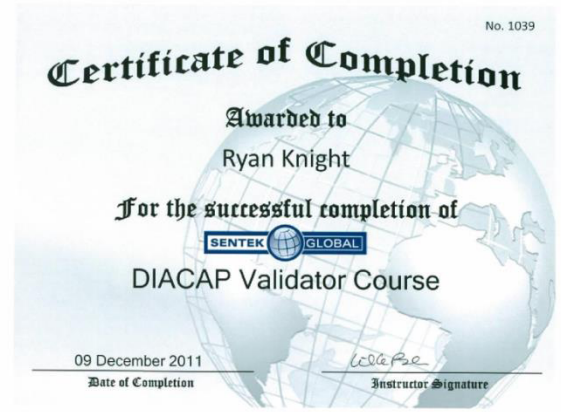 No. 1039
Certificate of Completion
Awarded to
Ryan Knight
For the successful completion of
SENTEK GLOBAL
DIACAP Validator Course
09 December 2011
Date of Completion
Instructor Signature